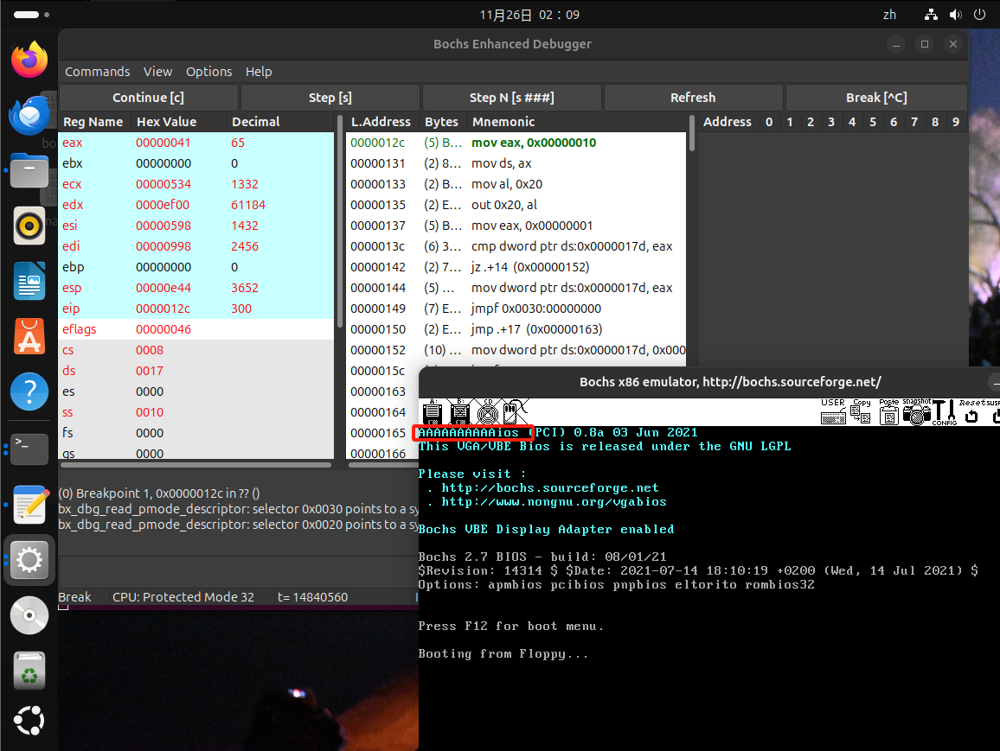 11月26日 02：09
zh
Bochs Enhanced Debugger
Commands View Options Help
Continue [c] Step [s] Step N [s ###] Refresh Break [^C]
Reg Name Hex Value Decimal
eax 00000041 65
ebx 00000000 0
ecx 00000534 1332
edx 0000ef00 61184
esi 00000598 1432
edi 00000998 2456
ebp 00000000 0
esp 00000e44 3652
eip 0000012c 300
eflags 00000046
cs 0008
ds 0017
es 0000
ss 0010
fs 0000
gs 0000
L.Address Bytes Mnemonic
0000012c (5) B... mov eax, 0x00000010
00000131 (2) 8... mov ds, ax
00000133 (2) B... mov al, 0x20
00000135 (2) E... out 0x20, al
00000137 (5) B... mov eax, 0x00000001
0000013c (6) 3... cmp dword ptr ds:0x0000017d, eax
00000142 (2) 7... jz .+14 (0x00000152)
00000144 (5) ... mov dword ptr ds:0x0000017d, eax
00000149 (7) E... jmpf 0x0030:00000000
00000150 (2) E... jmp .+17 (0x00000163)
00000152 (10) ... mov dword ptr ds:0x0000017d, 0x000
0000015c
00000163
00000164
00000165
00000166
Address 0 1 2 3 4 5 6 7 8 9
(0) Breakpoint 1, 0x0000012c in ?? ()
bx_dbg_read_pmode_descriptor: selector 0x0030 points to a sy
bx_dbg_read_pmode_descriptor: selector 0x0020 points to a sy
Break CPU: Protected Mode 32 t= 14840560
Bochs x86 emulator, http://bochs.sourceforge.net/
A: B: CD USER Copy Paste snapshot CONFIG Reset
AAAAAAAAAAios (PCI) 0.8a 03 Jun 2021
This VGA/VBE Bios is released under the GNU LGPL
Please visit :
. http://bochs.sourceforge.net
. http://www.nongnu.org/vgabios
Bochs VBE Display Adapter enabled
Bochs 2.7 BIOS - build: 08/01/21
$Revision: 14314 $ $Date: 2021-07-14 18:10:19 +0200 (Wed, 14 Jul 2021) $
Options: apmbios pcibios pnpbios eltorito rombios32
Press F12 for boot menu.
Booting from Floppy...